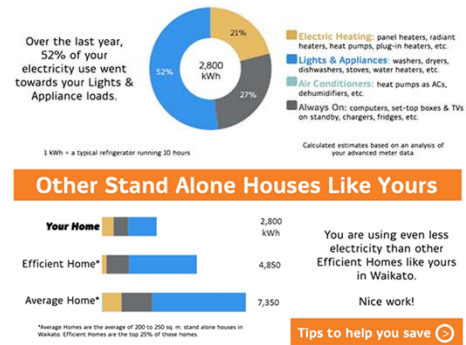 Over the last year,
52% of your
electricity use went
towards your Lights &
Appliance loads.
21%
52%
2,800
kWh
27%
Electric Heating: panel heaters, radiant
heaters, heat pumps, plug-in heaters, etc.
Lights & Appliances: washers, dryers,
dishwashers, stoves, water heaters, etc.
Air Conditioners: heat pumps as ACs,
dehumidifiers, etc.
Always On: computers, set-top boxes & TVs
on standby, chargers, fridges, etc.
1 kWh = a typical refrigerator running 10 hours
Calculated estimates based on an analysis of
your advanced meter data.
Other Stand Alone Houses Like Yours
Your Home
2,800
kWh
Efficient Home*
4,850
Average Home*
7,350
You are using even less
electricity than other
Efficient Homes like yours
in Waikato.
Nice work!
*Average Homes are the average of 200 to 250 sq. m. stand alone houses in
Waikato. Efficient Homes are the top 25% of those homes.
Tips to help you save